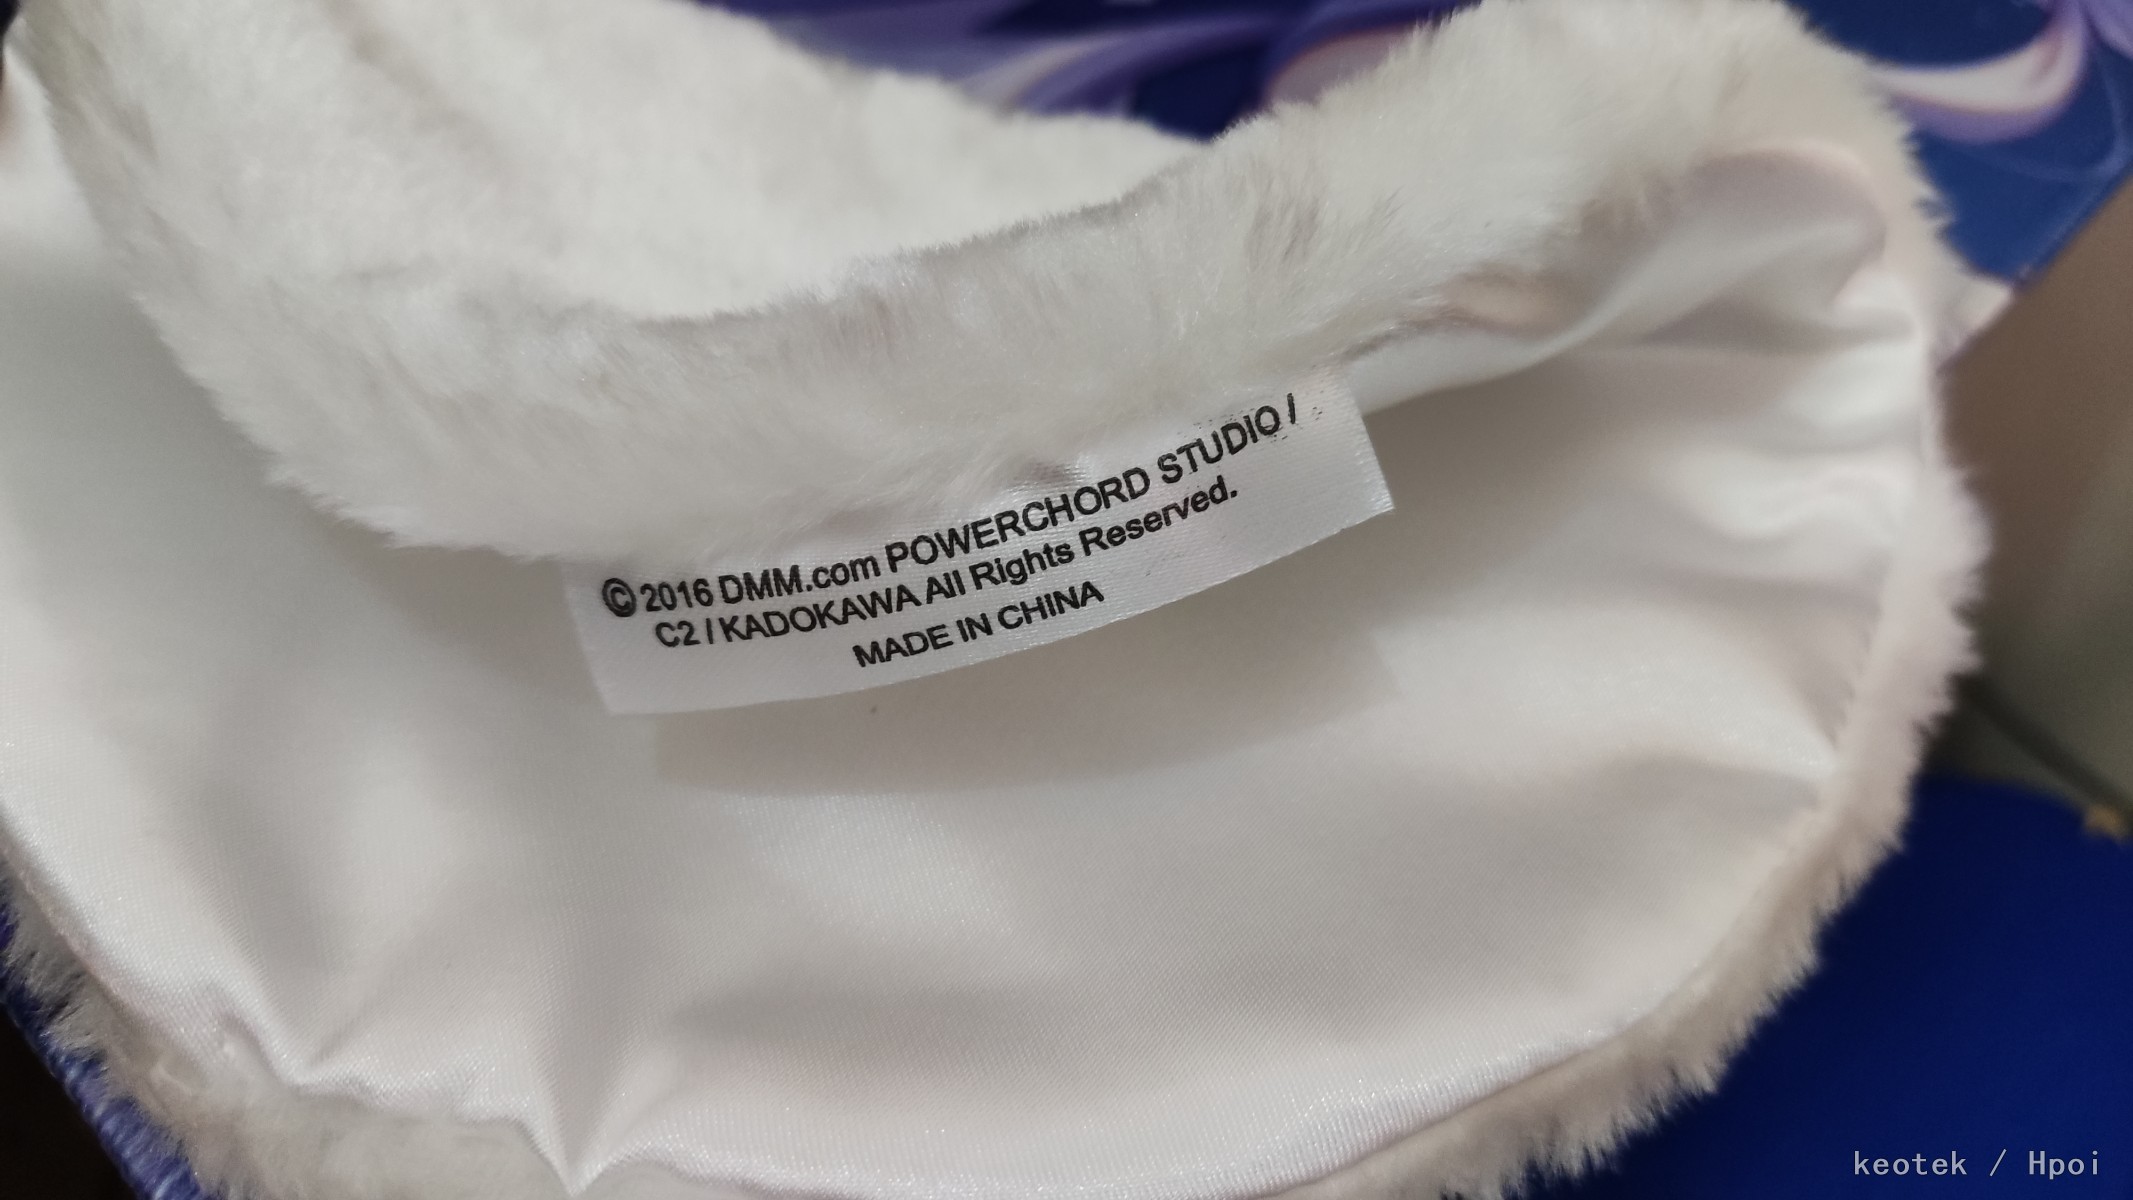 ©2016 DMM.com POWERCHORD STUDIO /
C2 / KADOKAWA All Rights Reserved.
MADE IN CHINA
keotek / Hpoi